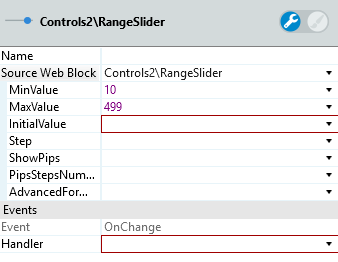 Controls2\RangeSlider
Name
Source Web Block Controls2\RangeSlider
MinValue 10
MaxValue 499
InitialValue
Step
ShowPips
PipsStepsNum...
AdvancedFor...
Events
Event OnChange
Handler